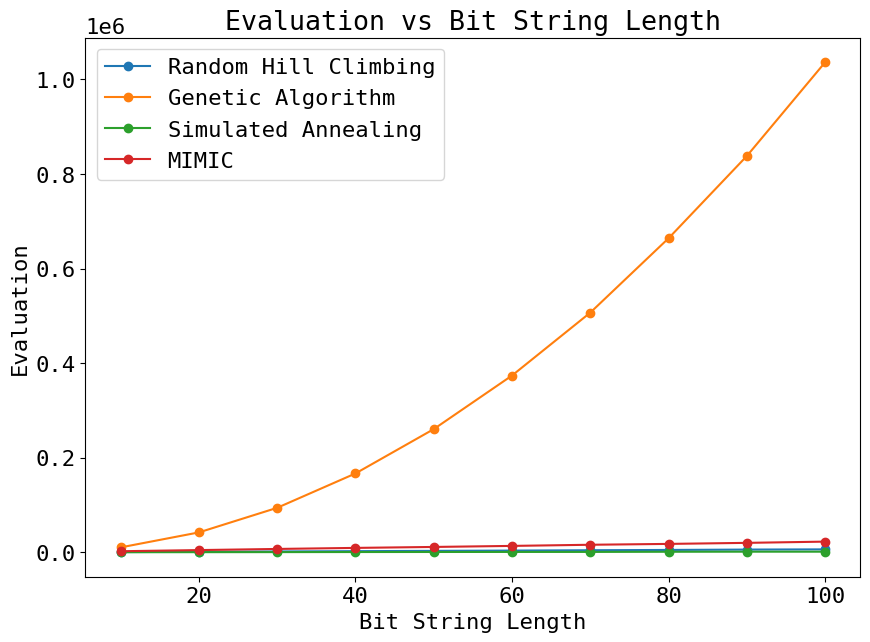 Evaluation vs Bit String Length
1e6
Random Hill Climbing
Genetic Algorithm
Simulated Annealing
MIMIC
1.0
0.8
0.6
0.4
0.2
0.0
Evaluation
20 40 60 80 100
Bit String Length